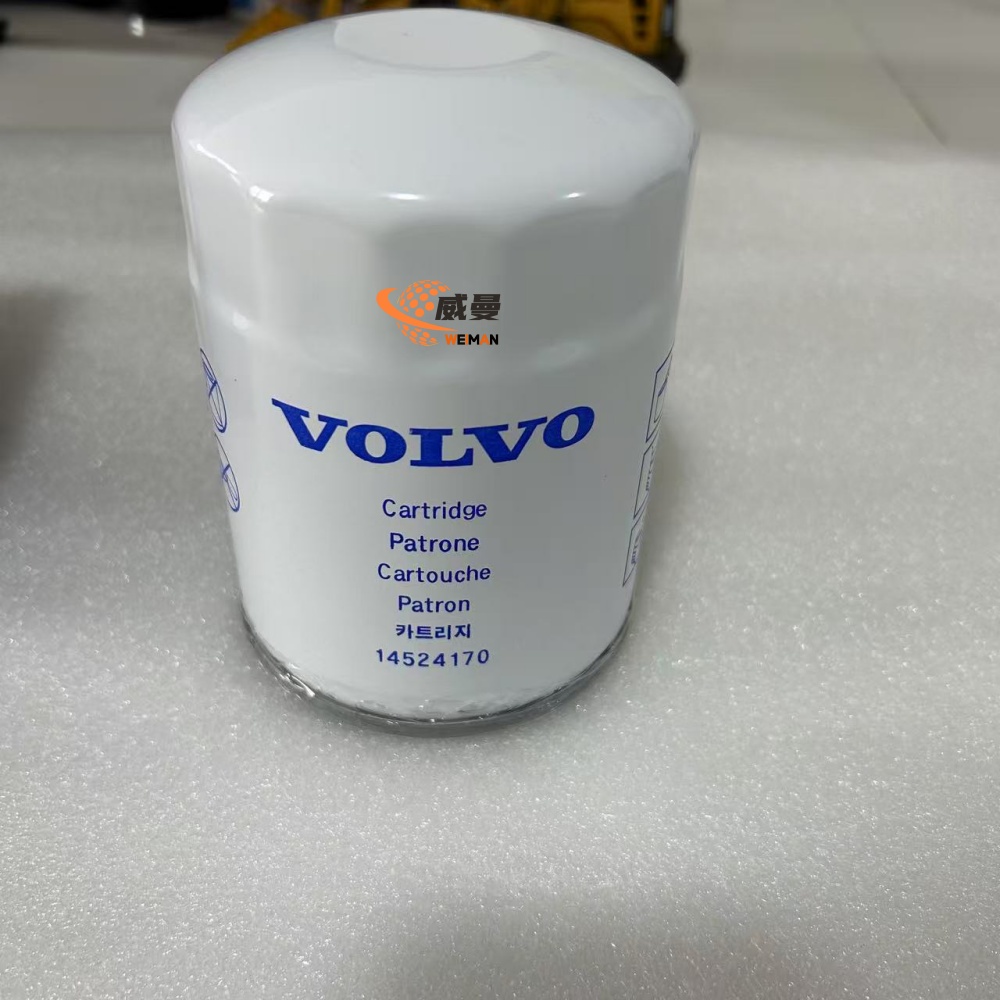 威曼
WEMAN
VOLVO
Cartridge
Patrone
Cartouche
Patron
카트리지
14524170